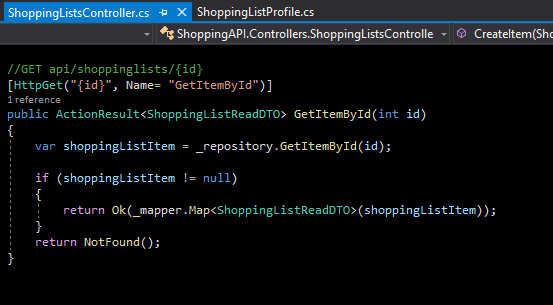 ShoppingListsController.cs
ShoppingListProfile.cs
ShoppingAPI.Controllers.ShoppingListsControlle
CreateItem(Sho
//GET api/shoppinglists/{id}
[HttpGet("{id}", Name= "GetItemById")]
1 reference
public ActionResult<ShoppingListReadDTO> GetItemById(int id)
{
var shoppingListItem = _repository.GetItemById(id);
if (shoppingListItem != null)
{
return Ok(_mapper.Map<ShoppingListReadDTO>(shoppingListItem));
}
return NotFound();
}